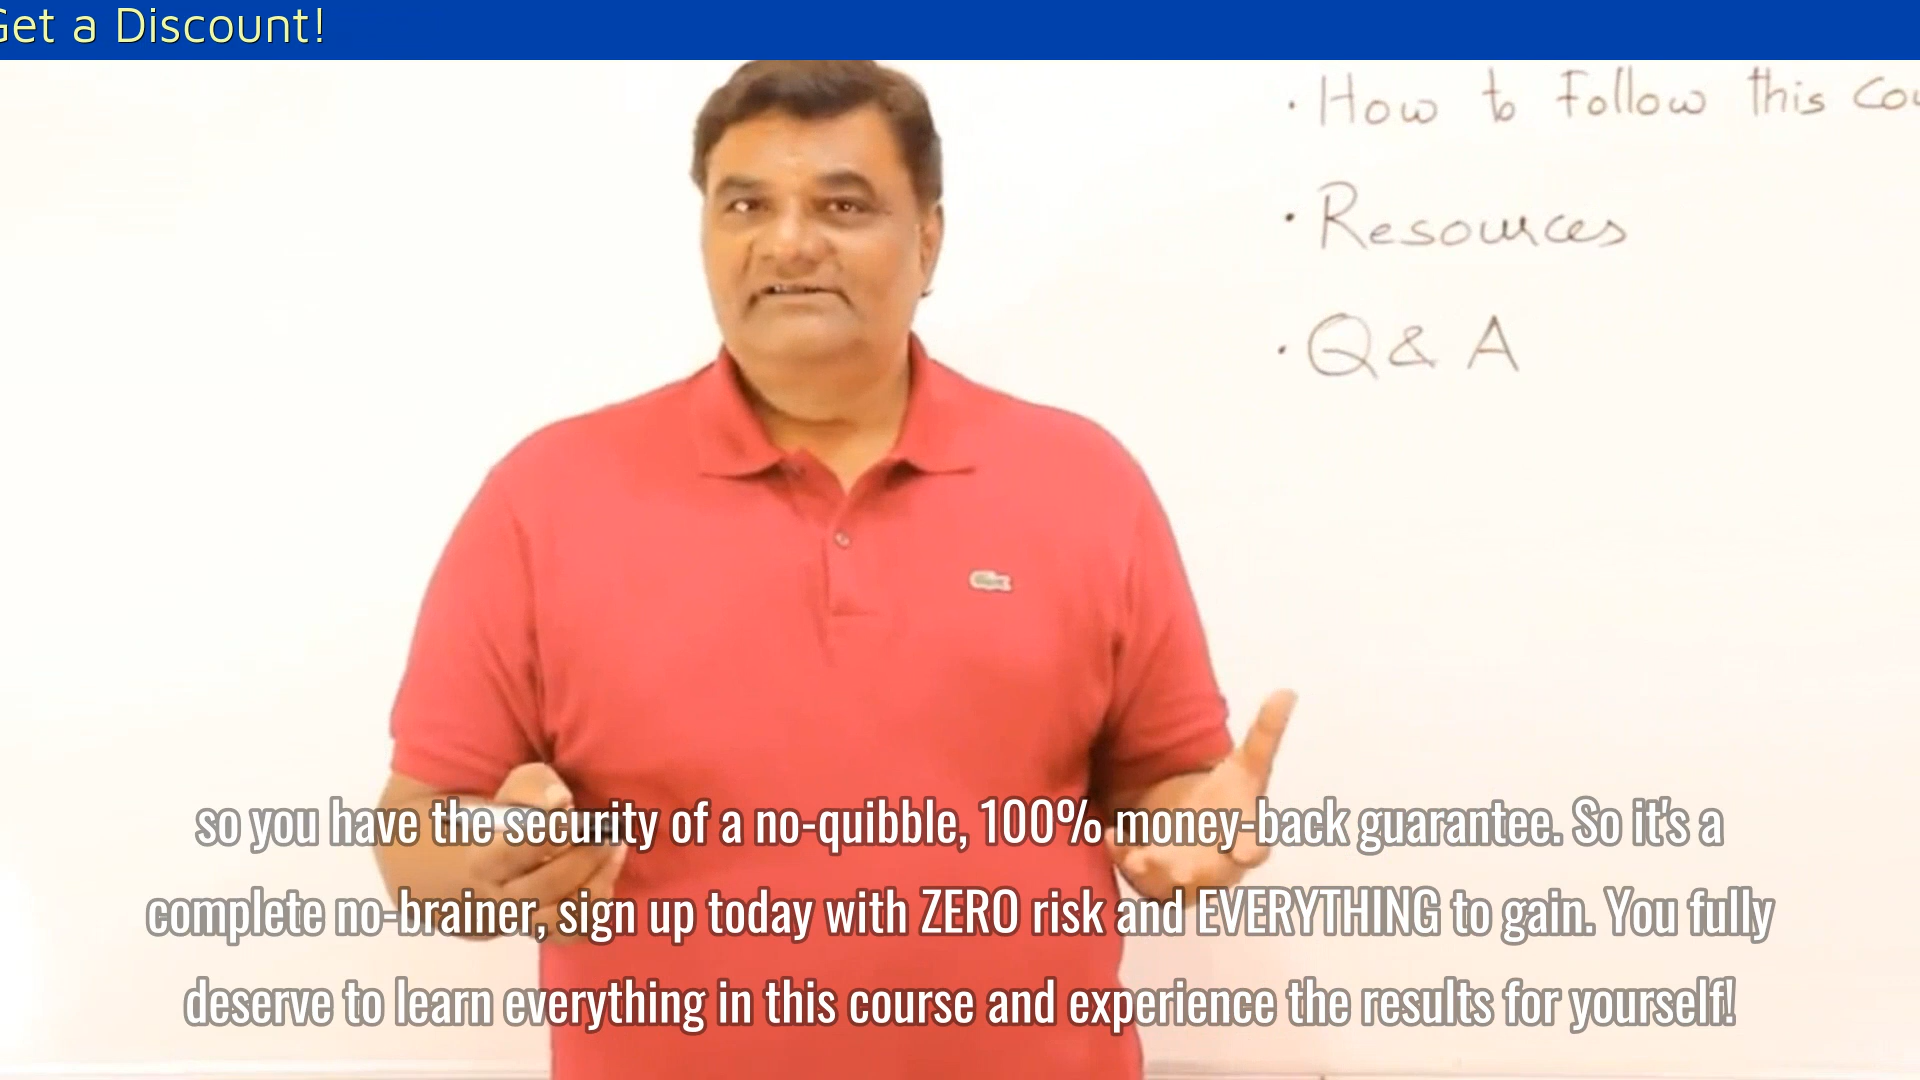 Get a Discount!
· How to Follow this Cou
· Resources
· Q & A
so you have the security of a no-quibble, 100% money-back guarantee. So it's a
complete no-brainer, sign up today with ZERO risk and EVERYTHING to gain. You fully
deserve to learn everything in this course and experience the results for yourself!